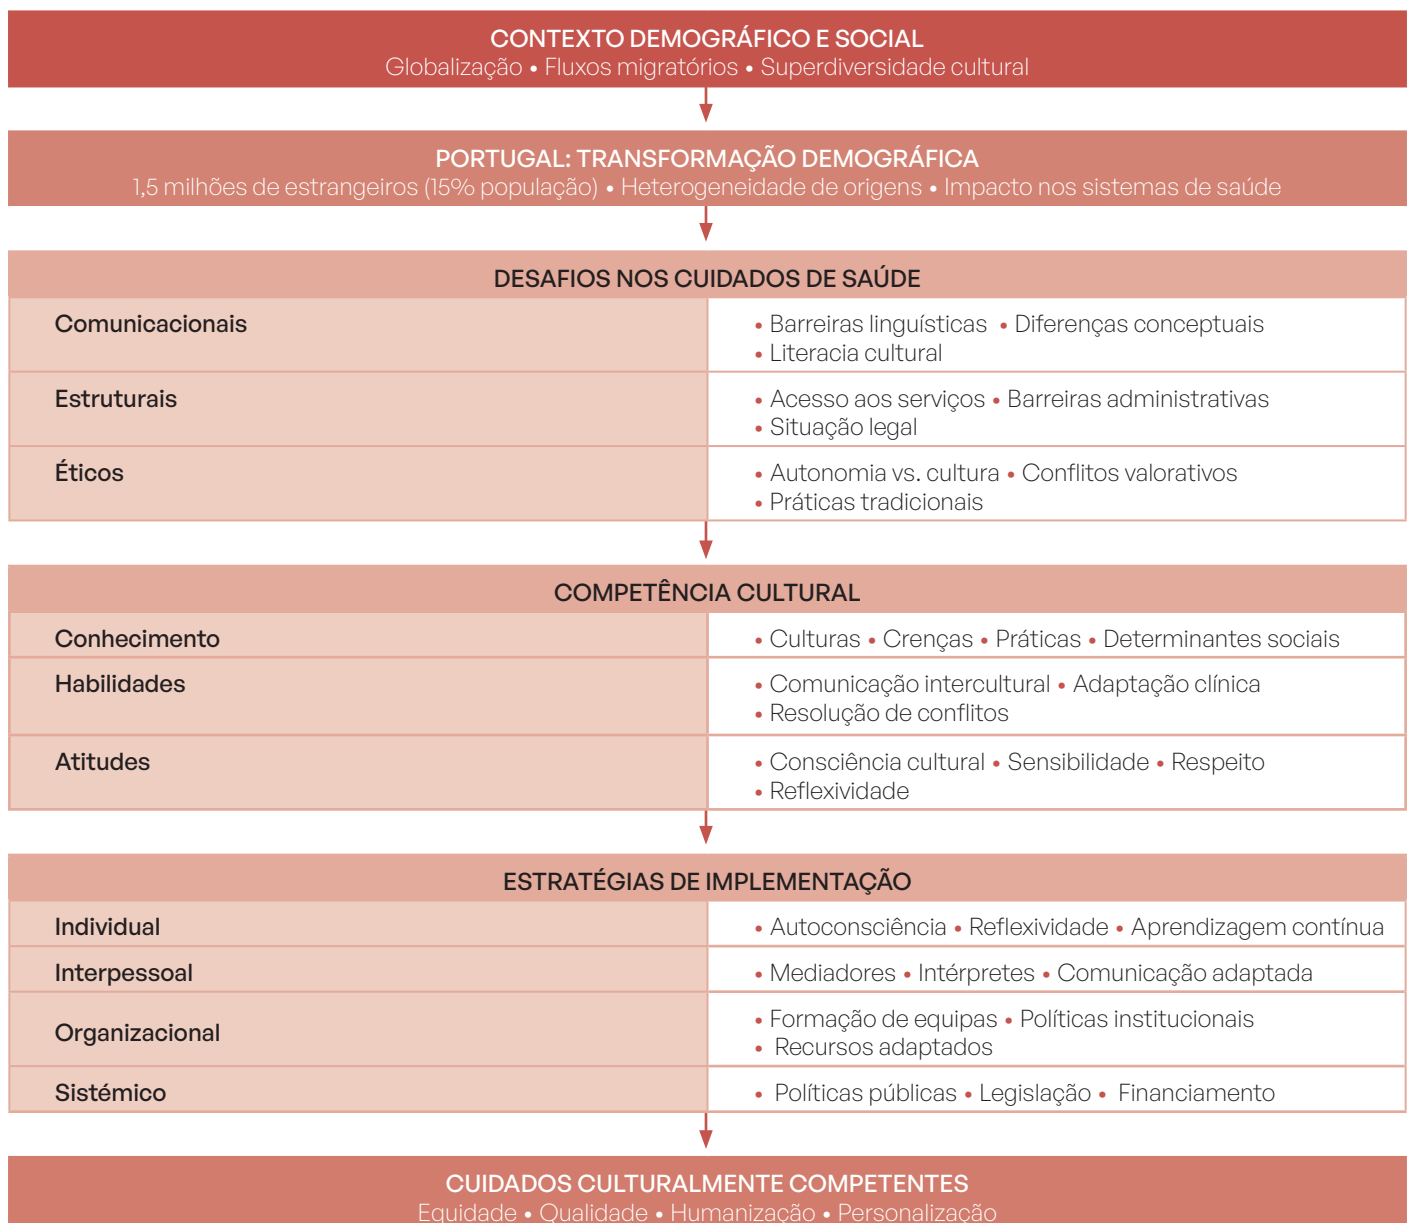 CONTEXTO DEMOGRÁFICO E SOCIAL
Globalização • Fluxos migratórios • Superdiversidade cultural
PORTUGAL: TRANSFORMAÇÃO DEMOGRÁFICA
1,5 milhões de estrangeiros (15% população) • Heterogeneidade de origens • Impacto nos sistemas de saúde
DESAFIOS NOS CUIDADOS DE SAÚDE
Comunicacionais
• Barreiras linguísticas • Diferenças conceptuais
• Literacia cultural
Estruturais
• Acesso aos serviços • Barreiras administrativas
• Situação legal
Éticos
• Autonomia vs. cultura • Conflitos valorativos
• Práticas tradicionais
COMPETÊNCIA CULTURAL
Conhecimento
• Culturas • Crenças • Práticas • Determinantes sociais
Habilidades
• Comunicação intercultural • Adaptação clínica
• Resolução de conflitos
Atitudes
• Consciência cultural • Sensibilidade • Respeito
• Reflexividade
ESTRATÉGIAS DE IMPLEMENTAÇÃO
Individual
• Autoconsciência • Reflexividade • Aprendizagem contínua
Interpessoal
• Mediadores • Intérpretes • Comunicação adaptada
Organizacional
• Formação de equipas • Políticas institucionais
• Recursos adaptados
Sistémico
• Políticas públicas • Legislação • Financiamento
CUIDADOS CULTURALMENTE COMPETENTES
Equidade • Qualidade • Humanização • Personalização